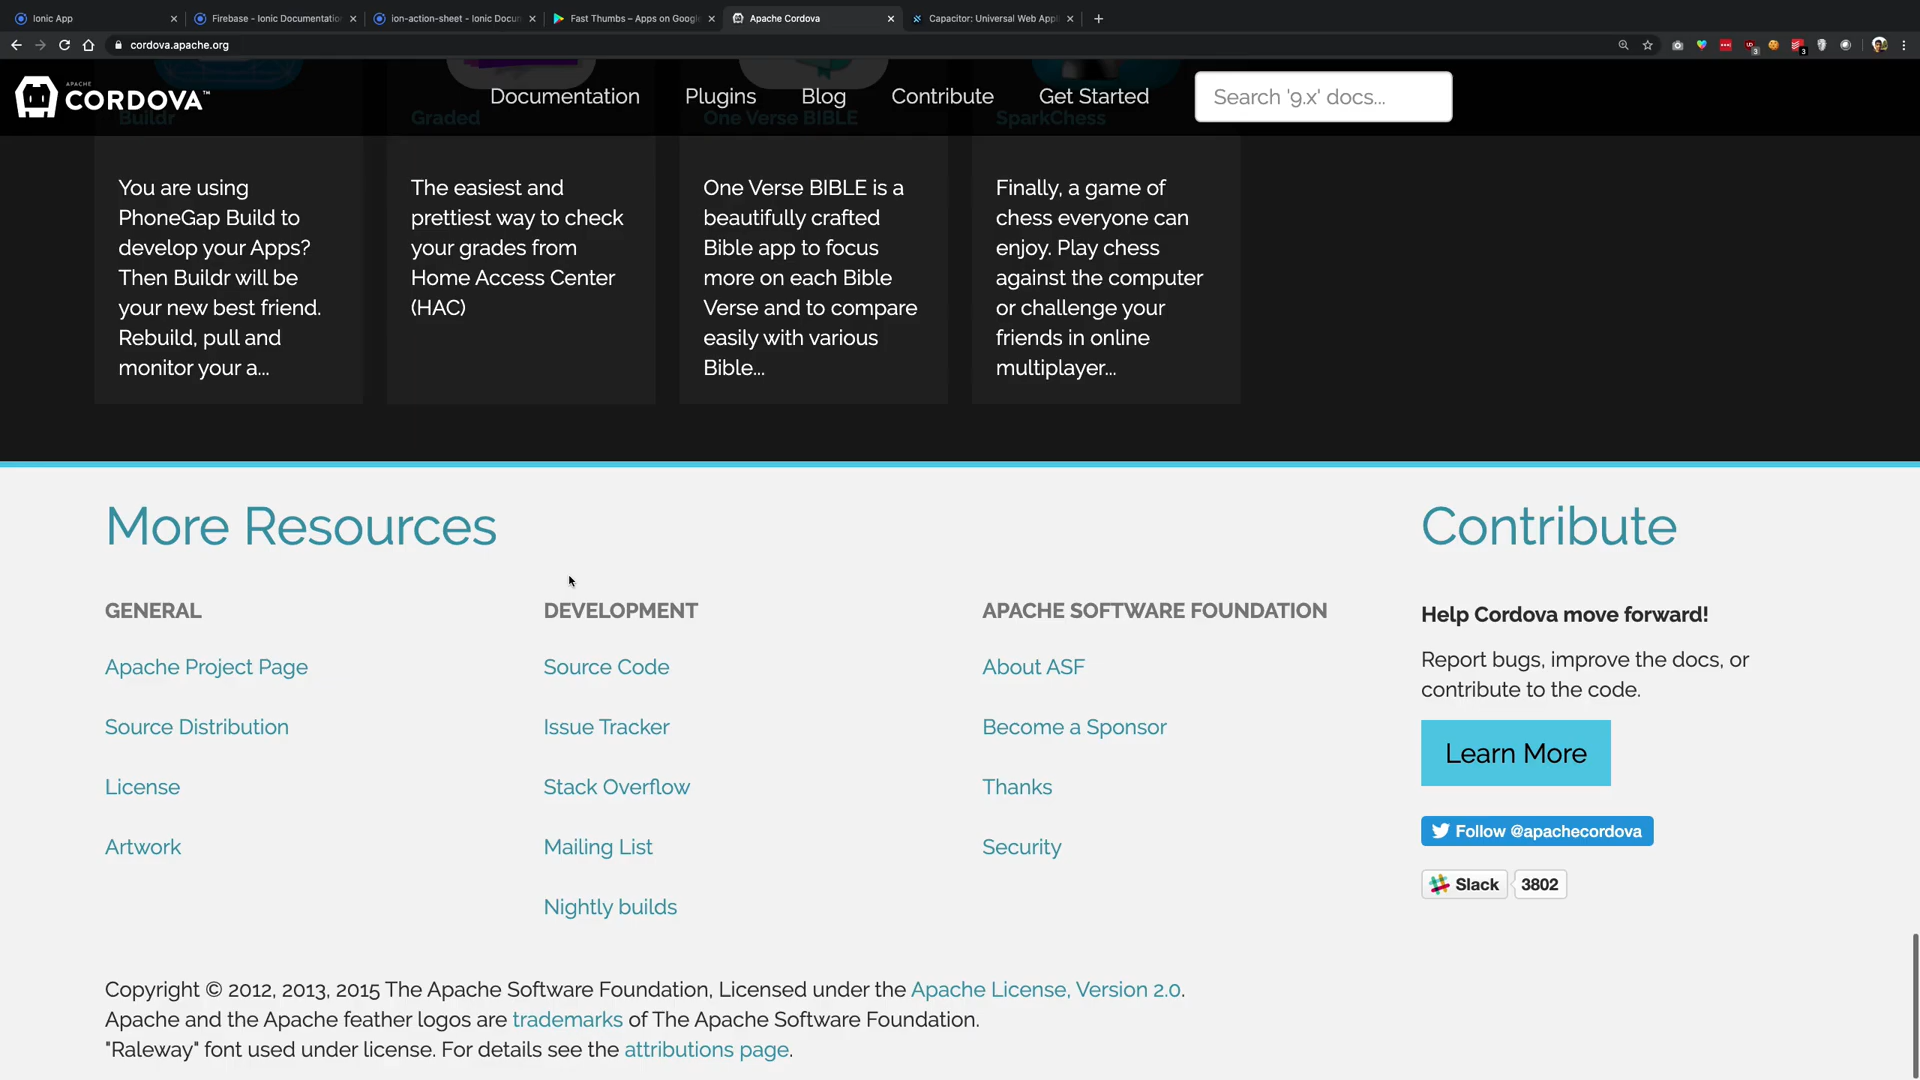 Ionic App
Firebase - Ionic Documentation
ion-action-sheet - Ionic Docum
Fast Thumbs – Apps on Google
Apache Cordova
Capacitor: Universal Web Appl
cordova.apache.org
APACHE
CORDOVA™
Documentation
Plugins
Blog
Contribute
Get Started
Search '9.x' docs...
Buildr
Graded
One Verse BIBLE
SparkChess
You are using
PhoneGap Build to
develop your Apps?
Then Buildr will be
your new best friend.
Rebuild, pull and
monitor your a...
The easiest and
prettiest way to check
your grades from
Home Access Center
(HAC)
One Verse BIBLE is a
beautifully crafted
Bible app to focus
more on each Bible
Verse and to compare
easily with various
Bible...
Finally, a game of
chess everyone can
enjoy. Play chess
against the computer
or challenge your
friends in online
multiplayer...
More Resources
GENERAL
Apache Project Page
Source Distribution
License
Artwork
DEVELOPMENT
Source Code
Issue Tracker
Stack Overflow
Mailing List
Nightly builds
APACHE SOFTWARE FOUNDATION
About ASF
Become a Sponsor
Thanks
Security
Contribute
Help Cordova move forward!
Report bugs, improve the docs, or
contribute to the code.
Learn More
Follow @apachecordova
Slack 3802
Copyright © 2012, 2013, 2015 The Apache Software Foundation, Licensed under the Apache License, Version 2.0.
Apache and the Apache feather logos are trademarks of The Apache Software Foundation.
"Raleway" font used under license. For details see the attributions page.